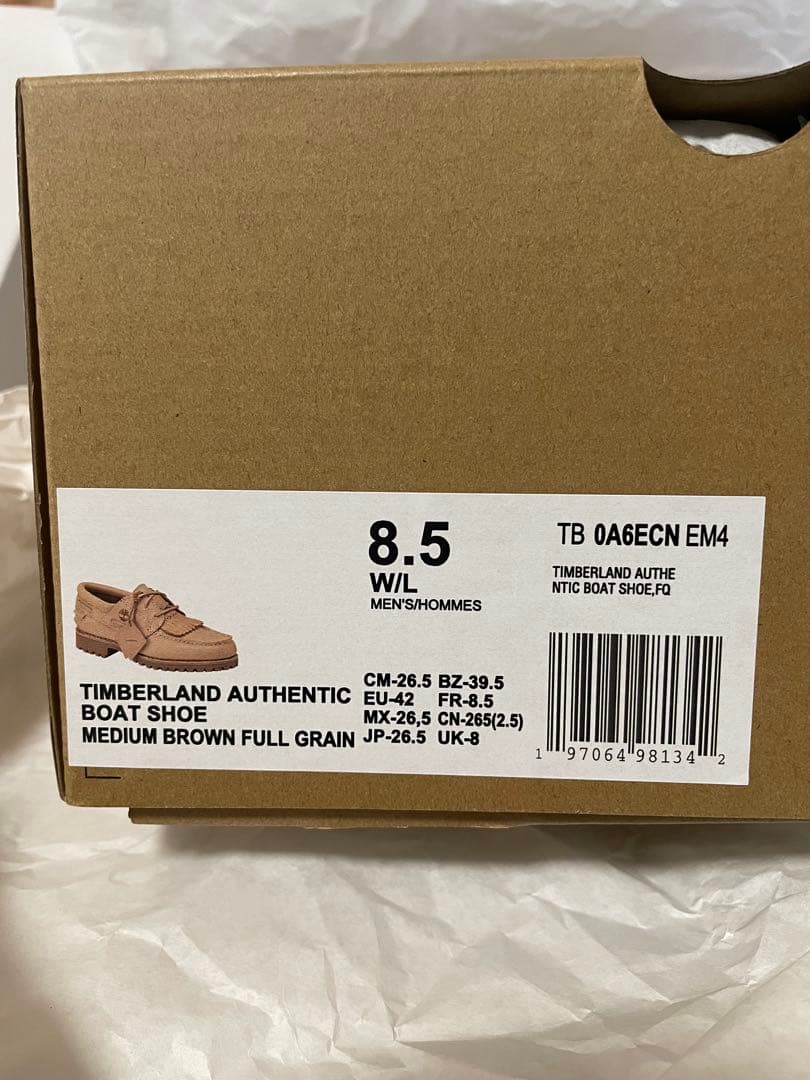 8.5
W/L
MEN'S/HOMMES
TB 0A6ECN EM4
TIMBERLAND AUTHE
NTIC BOAT SHOE,FQ
TIMBERLAND AUTHENTIC
BOAT SHOE
MEDIUM BROWN FULL GRAIN
CM-26.5 BZ-39.5
EU-42 FR-8.5
MX-26,5 CN-265(2.5)
JP-26.5 UK-8
1 97064 98134 2